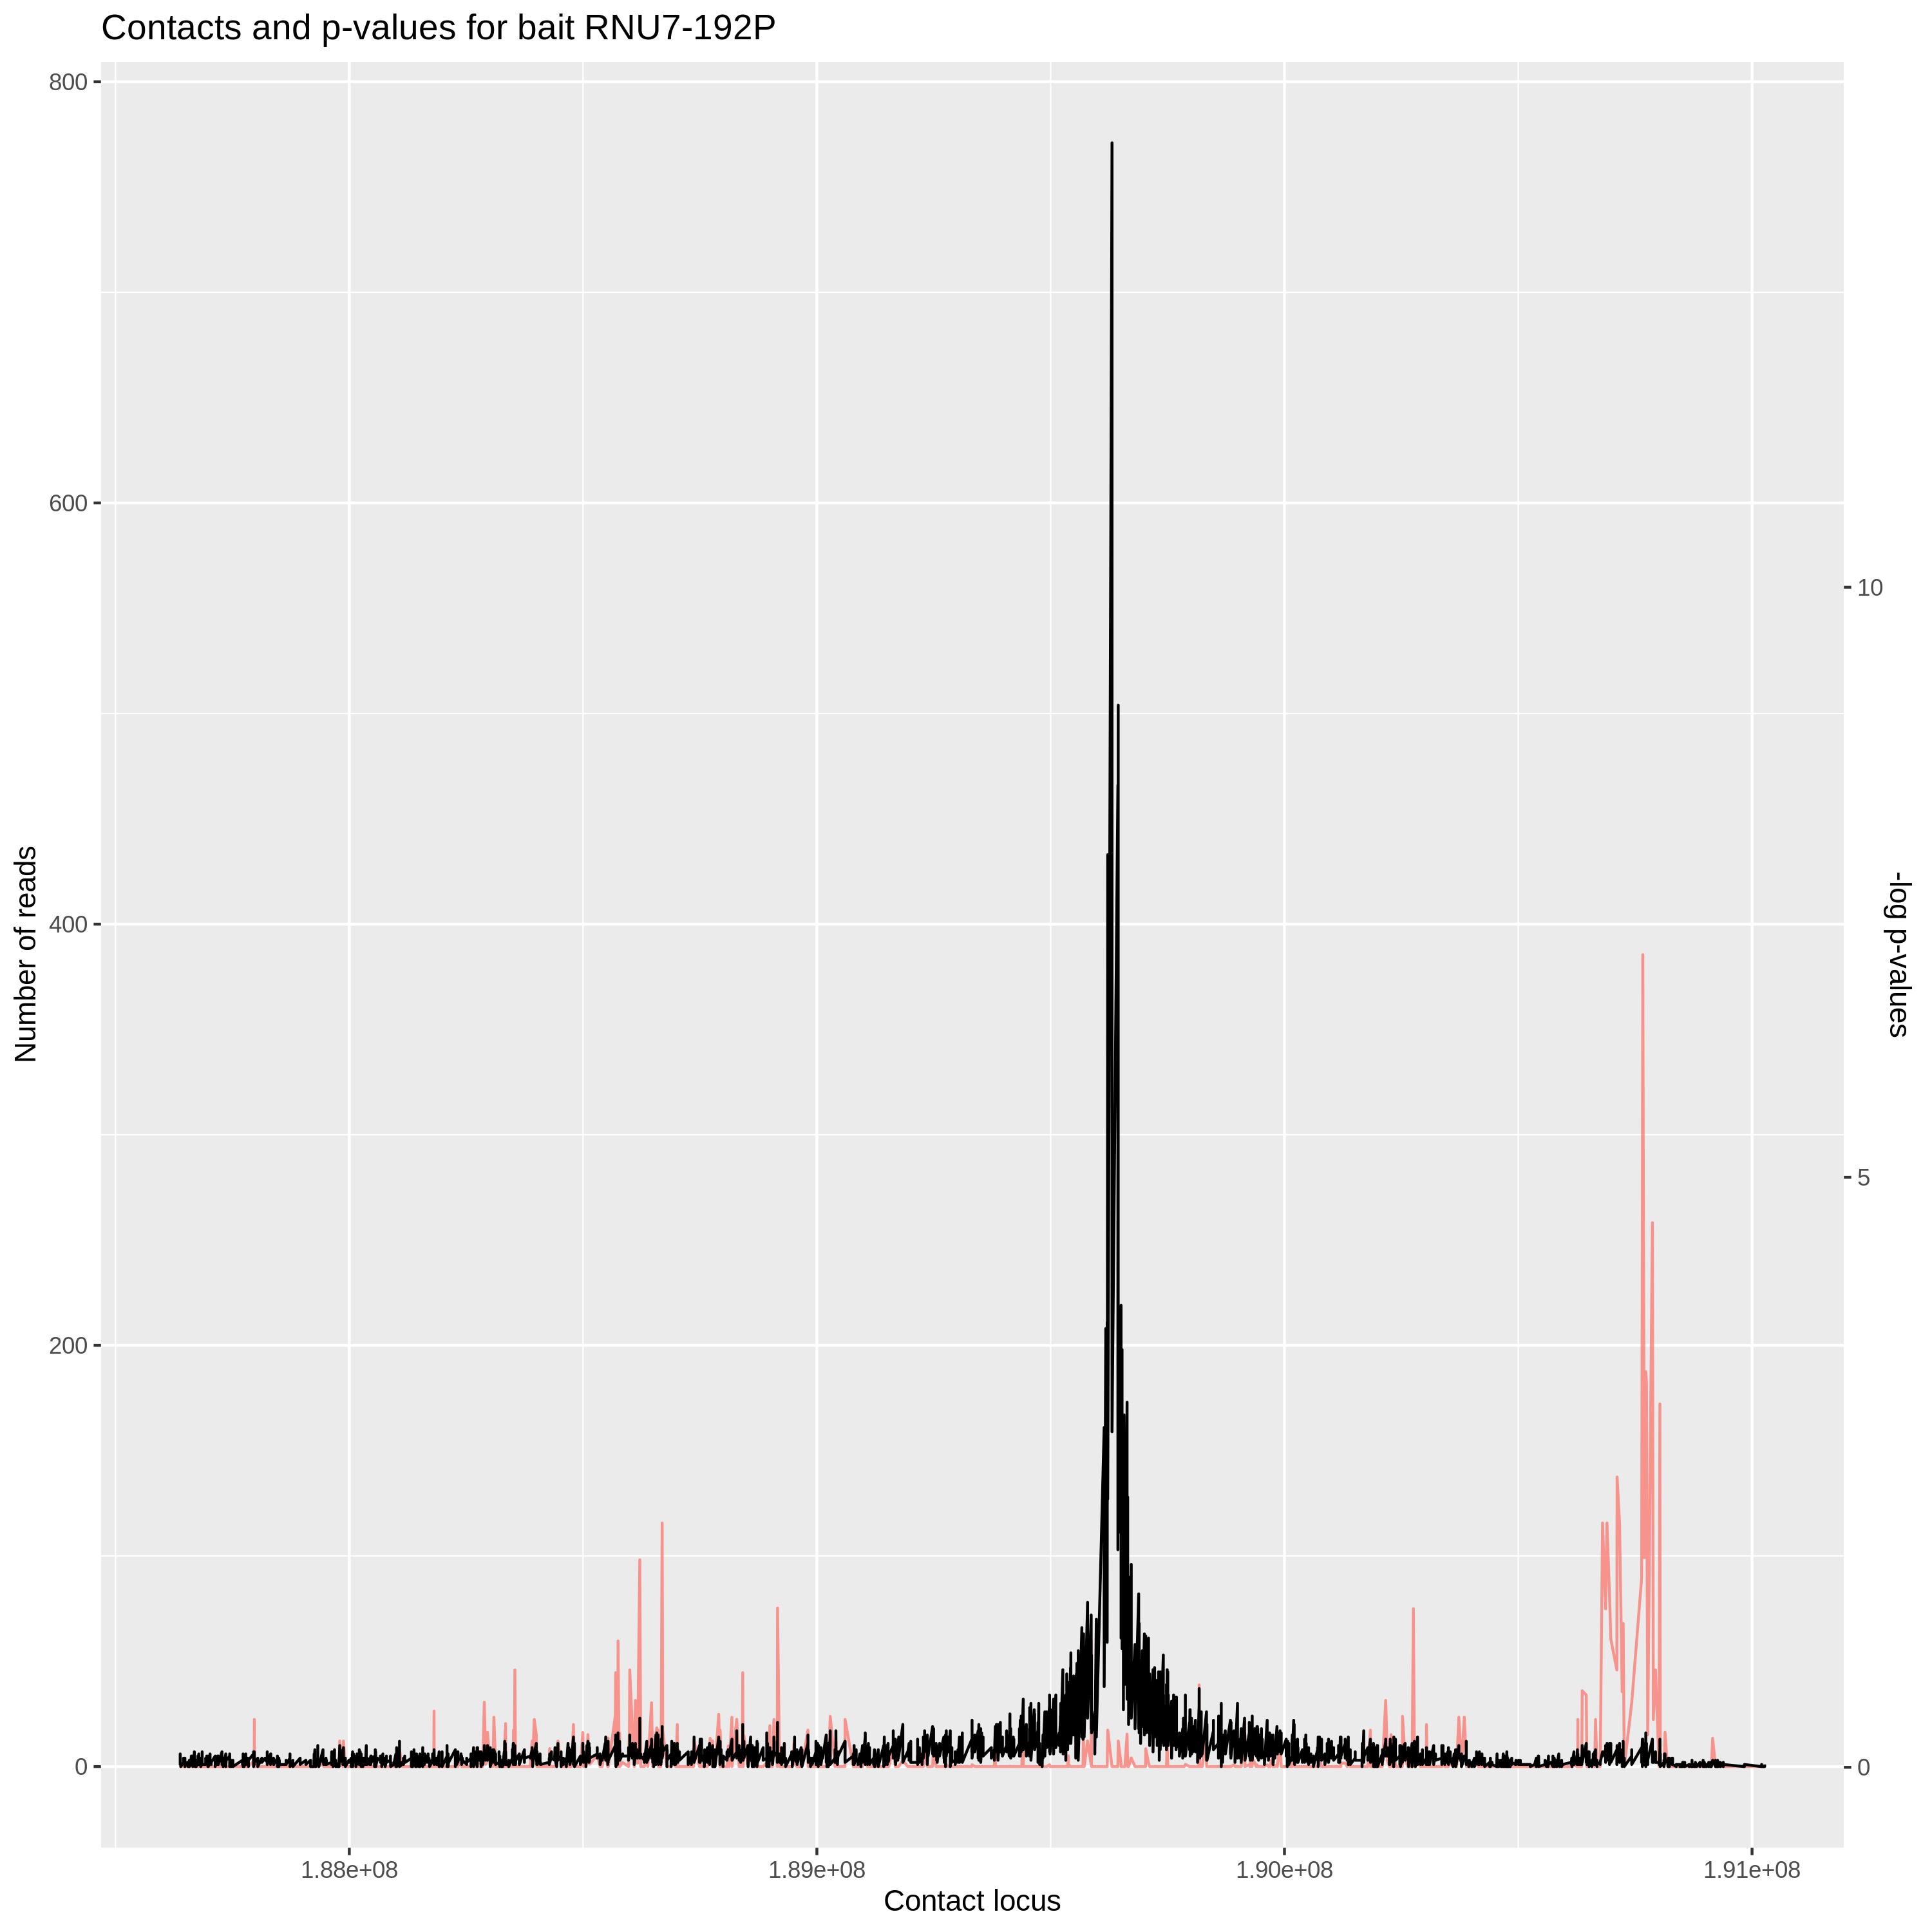 Contacts and p-values for bait RNU7-192P
800
600
400
200
0
Number of reads
10
5
0
-log p-values
1.88e+08
1.89e+08
1.90e+08
1.91e+08
Contact locus